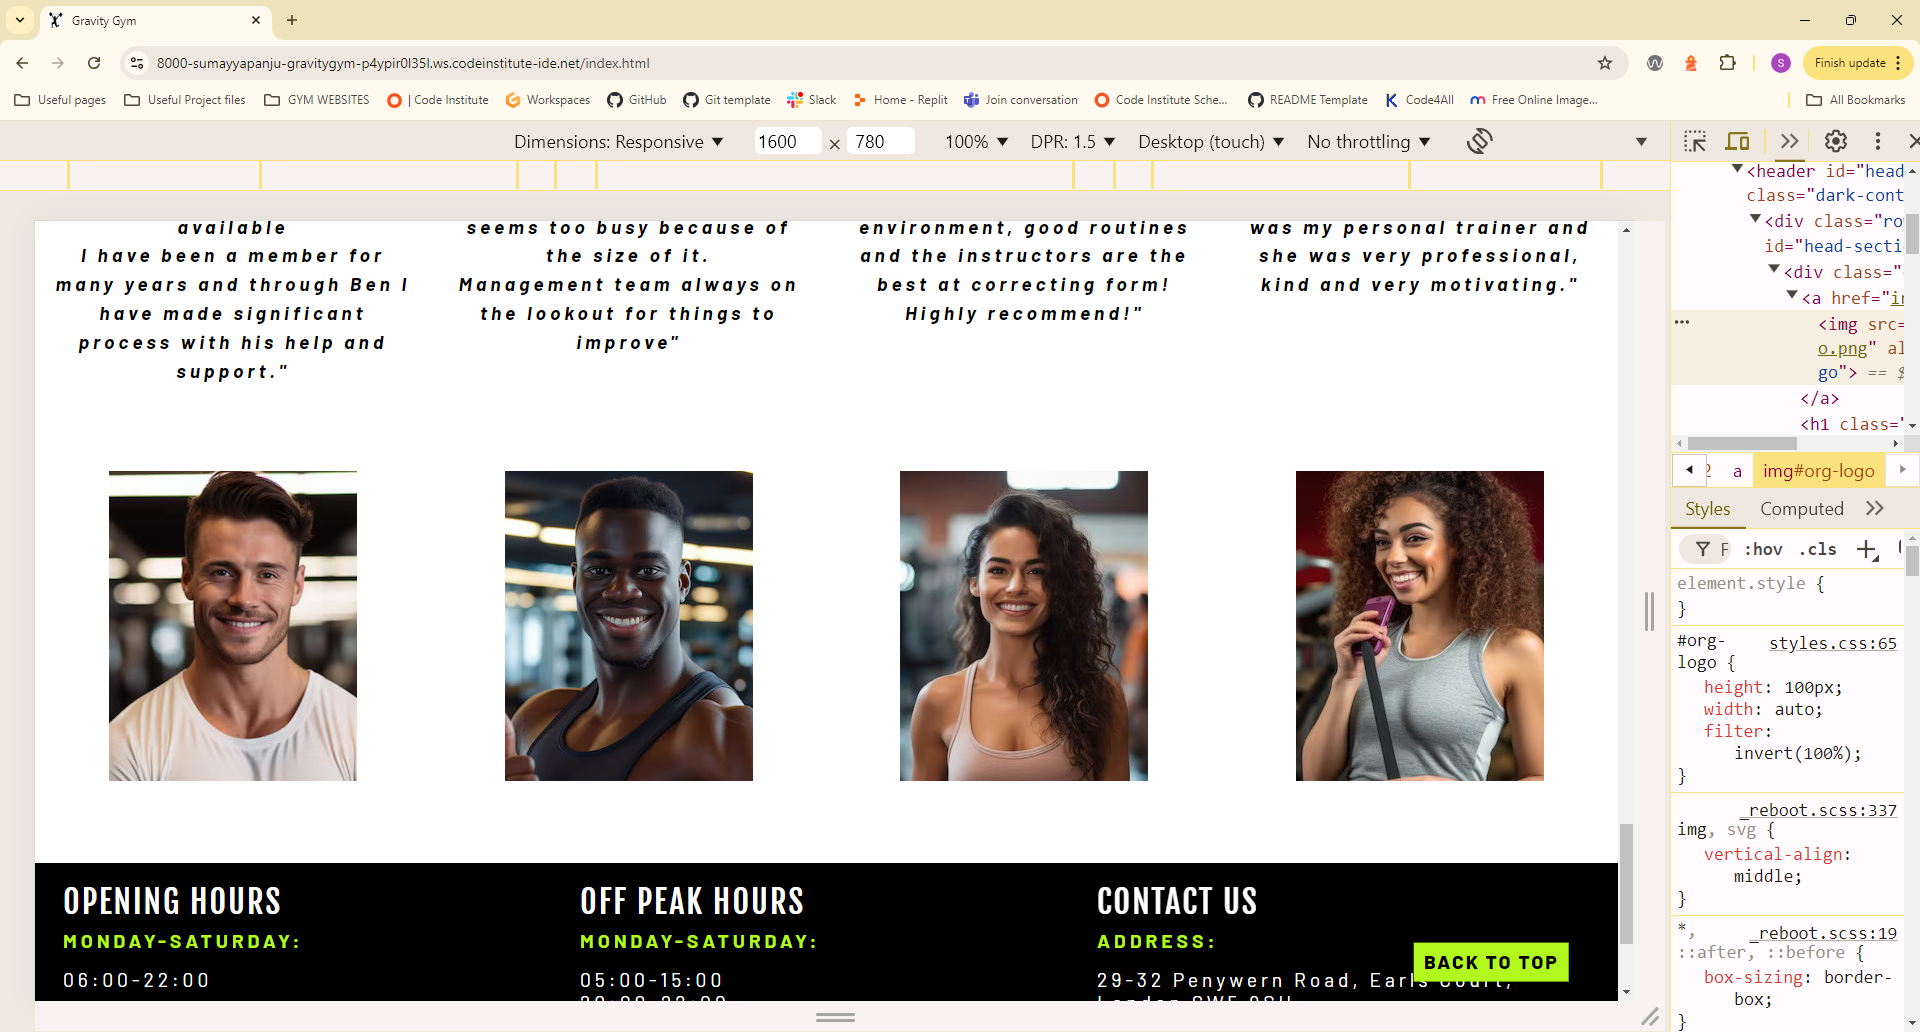 Gravity Gym
8000-sumayyapanju-gravitygym-p4ypir0l35l.ws.codeinstitute-ide.net/index.html
S
Finish update
Useful pages
Useful Project files
GYM WEBSITES
| Code Institute
Workspaces
GitHub
Git template
Slack
Home - Replit
Join conversation
Code Institute Sche...
README Template
Code4All
Free Online Image...
All Bookmarks
Dimensions: Responsive
1600 × 780
100%
DPR: 1.5
Desktop (touch)
No throttling
available
I have been a member for
many years and through Ben I
have made significant
process with his help and
support."
seems too busy because of
the size of it.
Management team always on
the lookout for things to
improve"
environment, good routines
and the instructors are the
best at correcting form!
Highly recommend!"
was my personal trainer and
she was very professional,
kind and very motivating."
OPENING HOURS
MONDAY-SATURDAY:
06:00-22:00
OFF PEAK HOURS
MONDAY-SATURDAY:
05:00-15:00
CONTACT US
ADDRESS:
29-32 Penywern Road, Earls Court,
BACK TO TOP
<header id="head
class="dark-cont
<div class="ro
id="head-secti
<div class="
<a href="in
<img src=
o.png" al
go"> == $
</a>
<h1 class="
a
img#org-logo
Styles
Computed
F
:hov
.cls
element.style {
}
#org-
logo {
styles.css:65
height: 100px;
width: auto;
filter:
invert(100%);
}
_reboot.scss:337
img, svg {
vertical-align:
middle;
}
_reboot.scss:19
*,
::after, ::before {
box-sizing: border-
box;
}